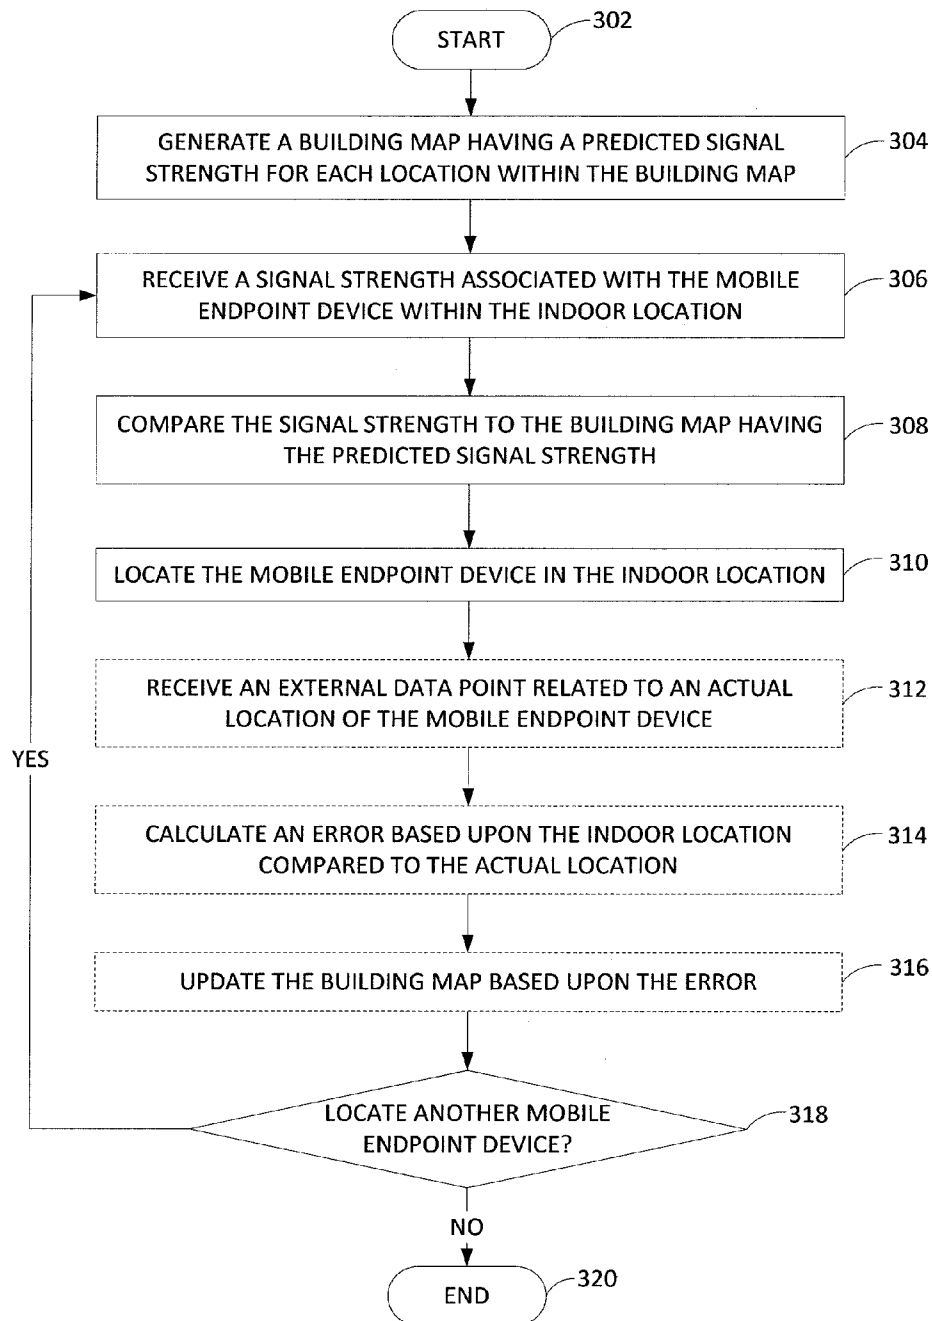 START
302
GENERATE A BUILDING MAP HAVING A PREDICTED SIGNAL
STRENGTH FOR EACH LOCATION WITHIN THE BUILDING MAP
304
RECEIVE A SIGNAL STRENGTH ASSOCIATED WITH THE MOBILE
ENDPOINT DEVICE WITHIN THE INDOOR LOCATION
306
COMPARE THE SIGNAL STRENGTH TO THE BUILDING MAP HAVING
THE PREDICTED SIGNAL STRENGTH
308
LOCATE THE MOBILE ENDPOINT DEVICE IN THE INDOOR LOCATION
310
RECEIVE AN EXTERNAL DATA POINT RELATED TO AN ACTUAL
LOCATION OF THE MOBILE ENDPOINT DEVICE
312
YES
CALCULATE AN ERROR BASED UPON THE INDOOR LOCATION
COMPARED TO THE ACTUAL LOCATION
314
UPDATE THE BUILDING MAP BASED UPON THE ERROR
316
LOCATE ANOTHER MOBILE
ENDPOINT DEVICE?
318
NO
END
320